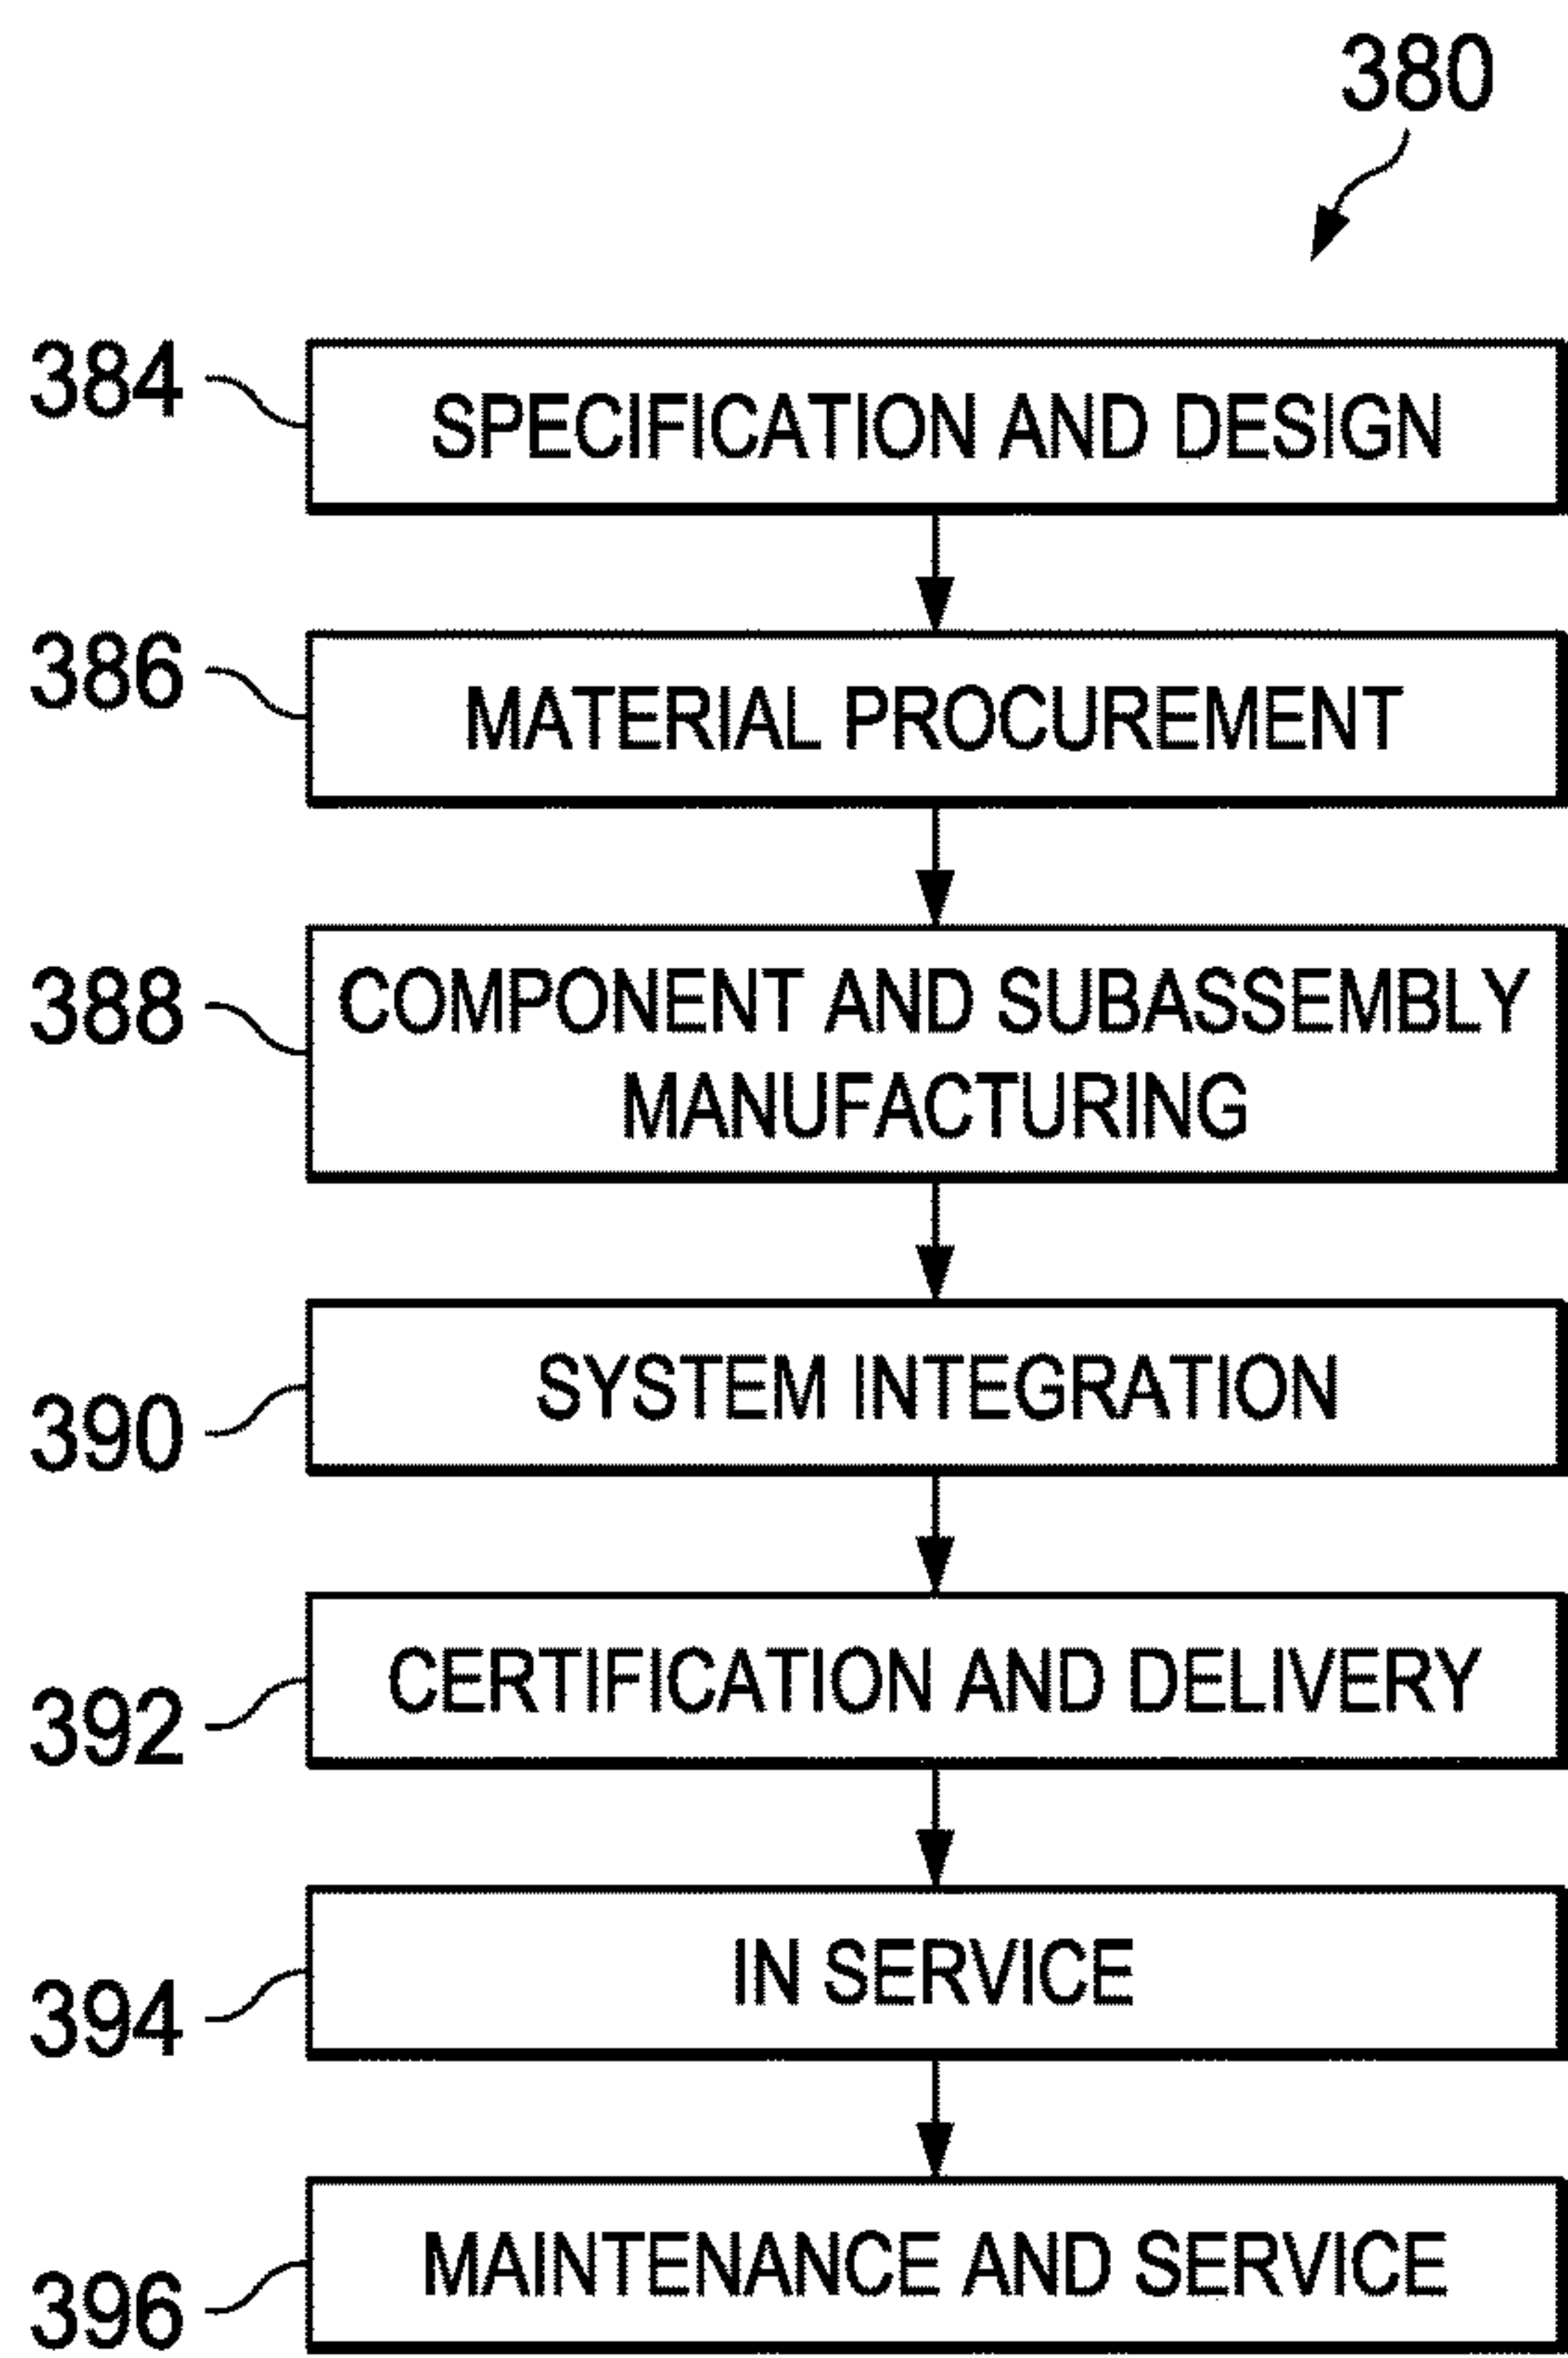 380
384
SPECIFICATION AND DESIGN
386
MATERIAL PROCUREMENT
388
COMPONENT AND SUBASSEMBLY
MANUFACTURING
390
SYSTEM INTEGRATION
392
CERTIFICATION AND DELIVERY
394
IN SERVICE
396
MAINTENANCE AND SERVICE